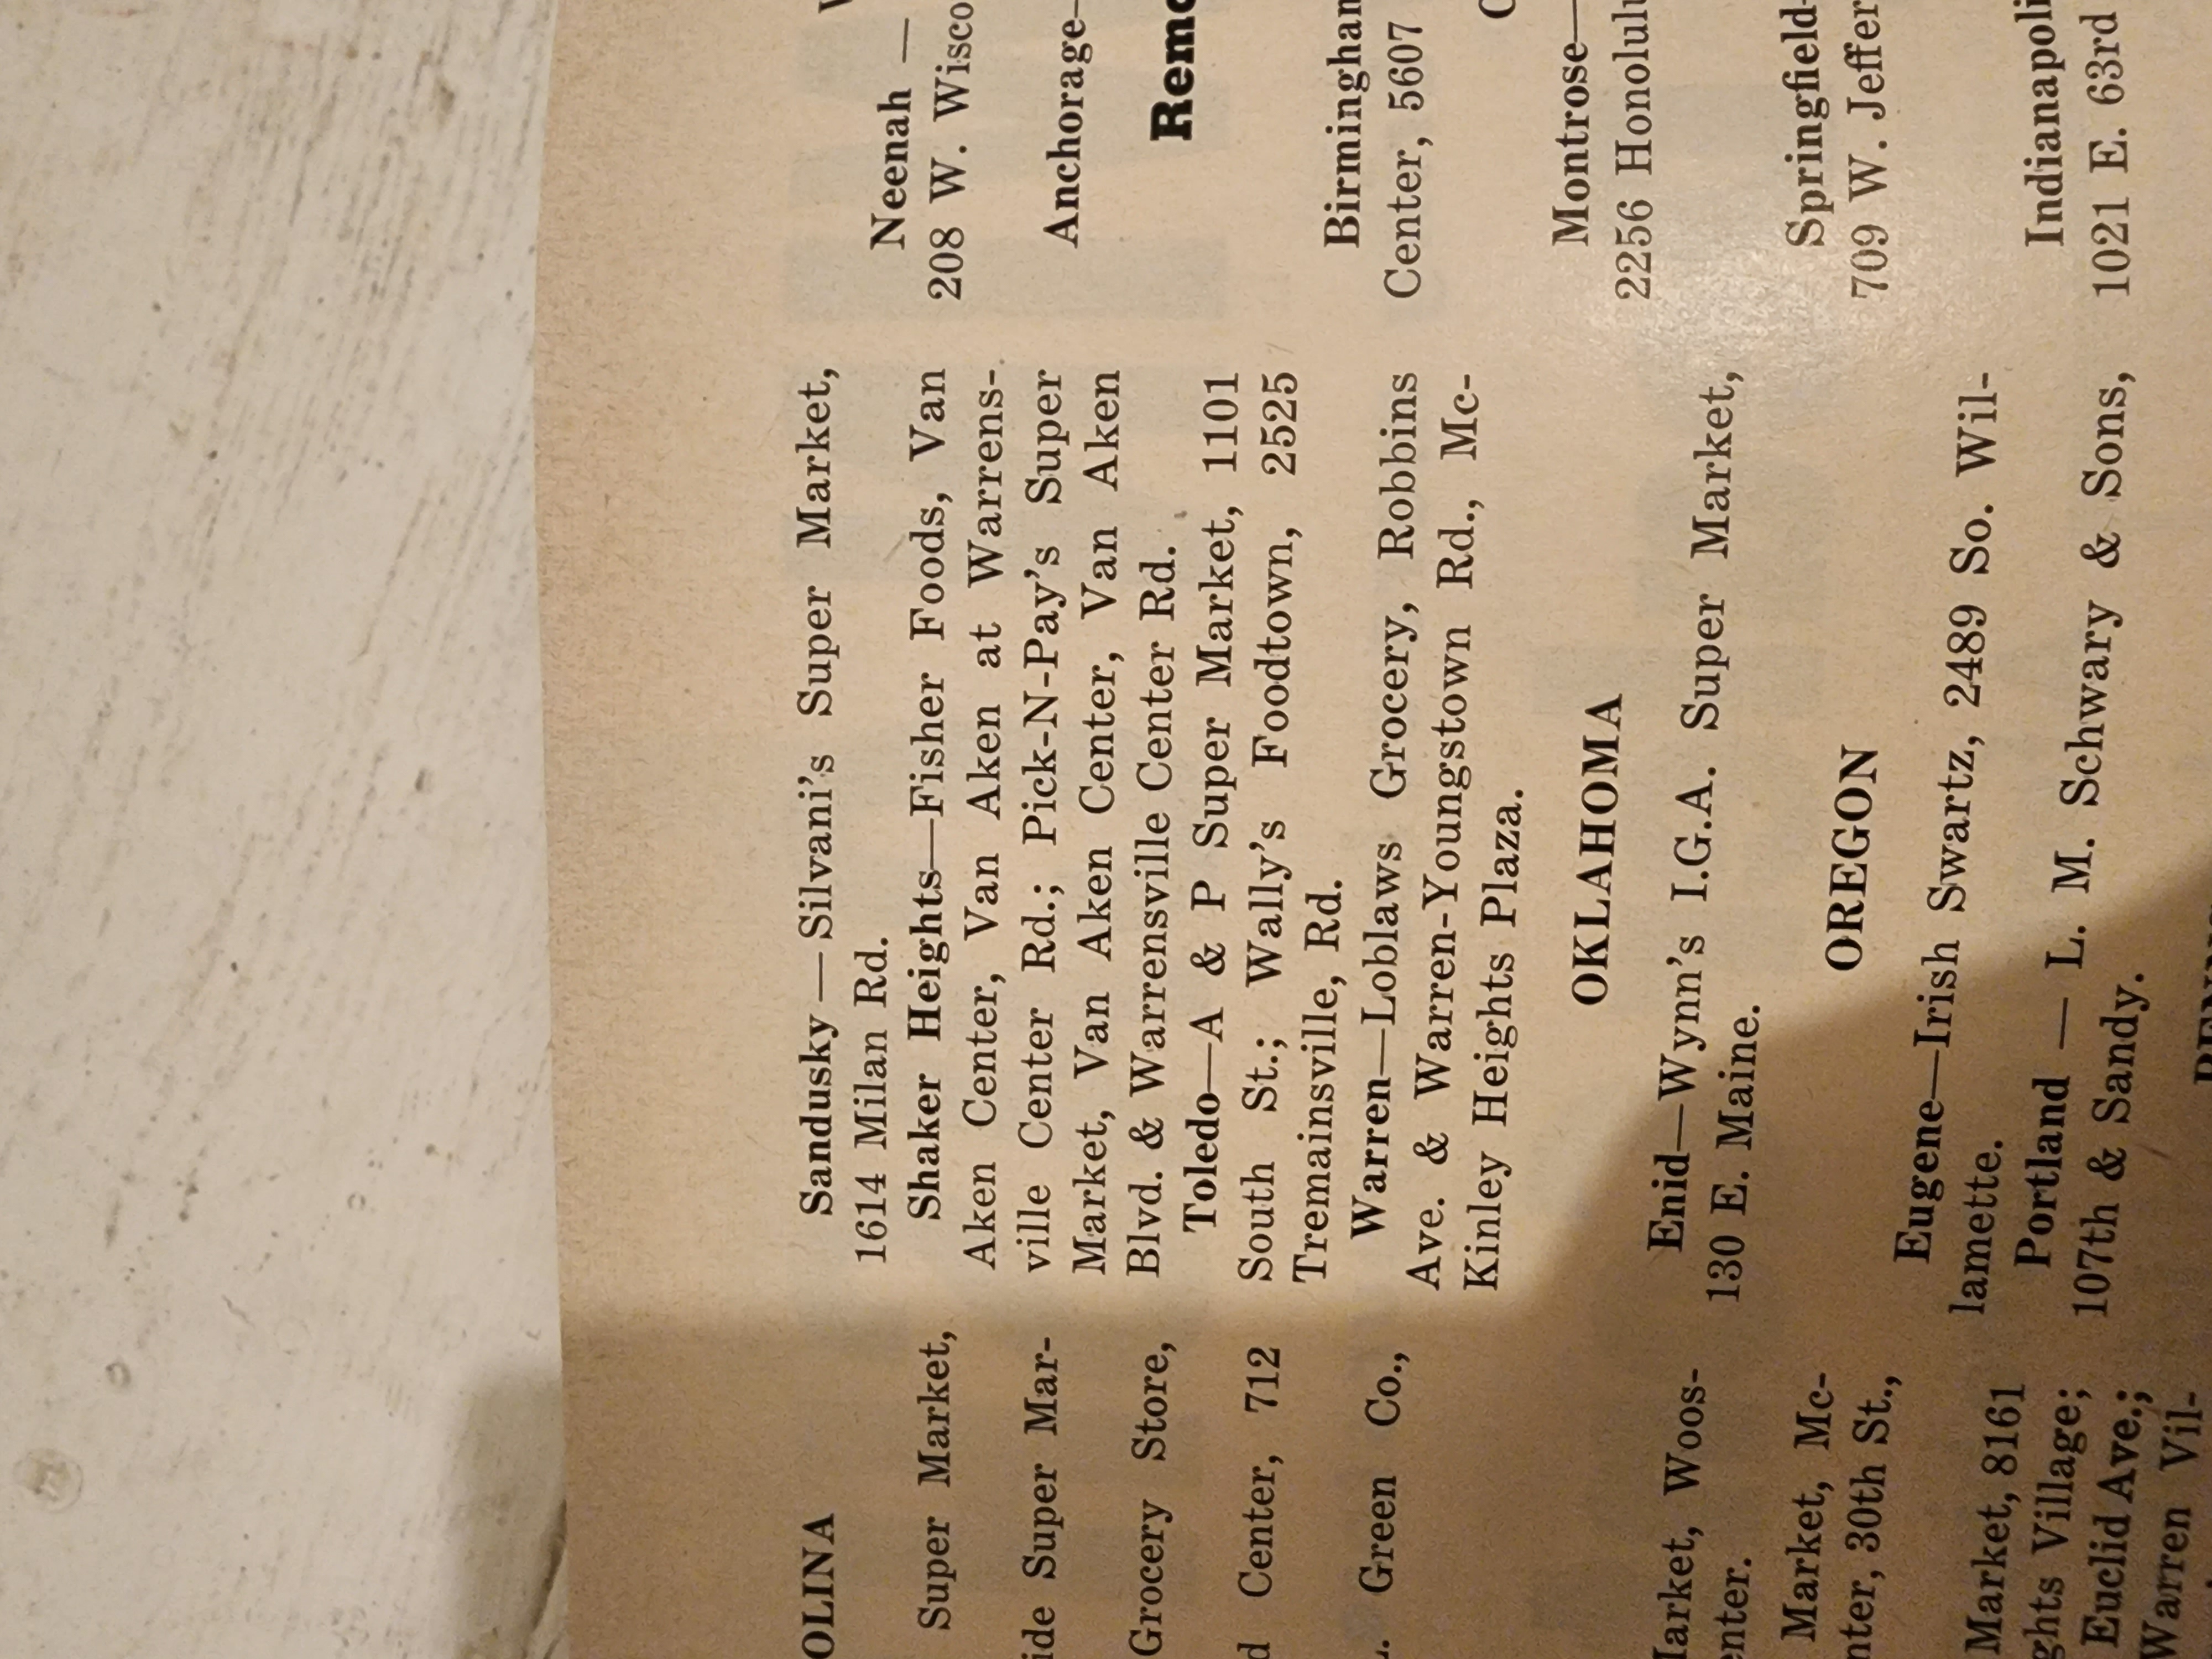 OLINA
Super Market,
ide Super Mar-
Grocery Store,
d Center, 712
Green Co.,
Market, Woos-
enter.
Market, Mc-
nter, 30th St.,
Market, 8161
ghts Village;
Euclid Ave.;
Warren Vil-
Sandusky — Silvani's Super Market,
1614 Milan Rd.
Shaker Heights—Fisher Foods, Van
Aken Center, Van Aken at Warrens-
ville Center Rd.; Pick-N-Pay's Super
Market, Van Aken Center, Van Aken
Blvd. & Warrensville Center Rd.
Toledo—A & P Super Market, 1101
South St.; Wally's Foodtown, 2525
Tremainsville, Rd.
Warren—Loblaws Grocery, Robbins
Ave. & Warren-Youngstown Rd., Mc-
Kinley Heights Plaza.
OKLAHOMA
Enid—Wynn's I.G.A. Super Market,
130 E. Maine.
OREGON
Eugene—Irish Swartz, 2489 So. Wil-
lamette.
Portland — L. M. Schwary & Sons,
107th & Sandy.
Neenah —
208 W. Wisco
Anchorage—
Remo
Birmingham
Center, 5607
Montrose—
2256 Honolulu
Springfield—
709 W. Jeffer
Indianapoli
1021 E. 63rd